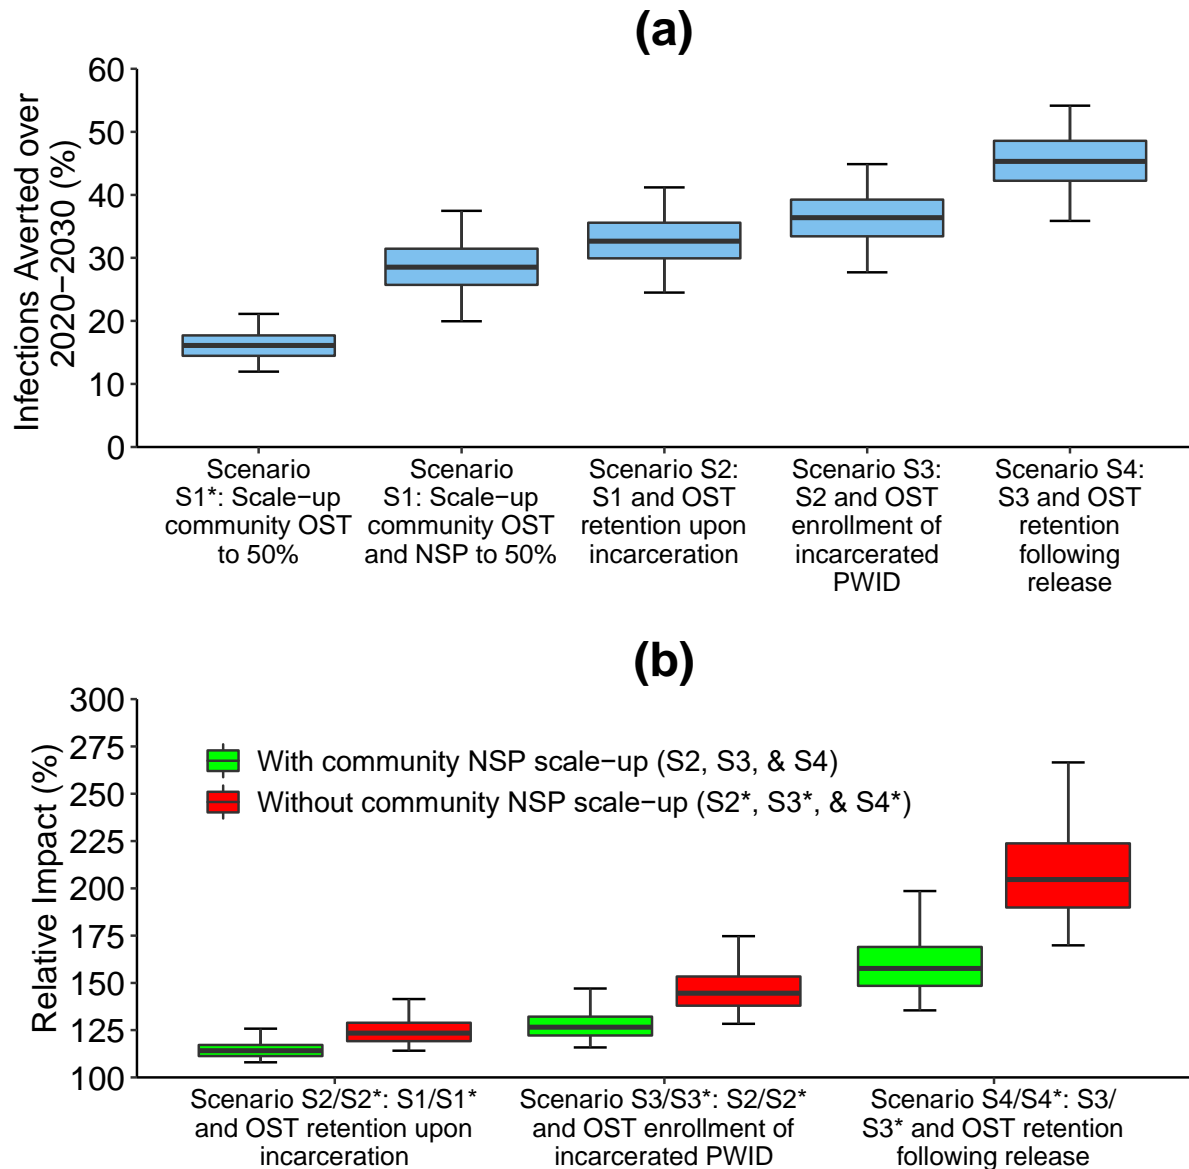 (a)
Infections Averted over
2020−2030 (%)
60
50
40
30
20
10
0
Scenario
S1*: Scale−up
community OST
to 50%
Scenario
S1: Scale−up
community OST
and NSP to 50%
Scenario S2:
S1 and OST
retention upon
incarceration
Scenario S3:
S2 and OST
enrollment of
incarcerated
PWID
Scenario S4:
S3 and OST
retention
following
release
(b)
Relative Impact (%)
300
275
250
225
200
175
150
125
100
With community NSP scale−up (S2, S3, & S4)
Without community NSP scale−up (S2*, S3*, & S4*)
Scenario S2/S2*: S1/S1*
and OST retention upon
incarceration
Scenario S3/S3*: S2/S2*
and OST enrollment of
incarcerated PWID
Scenario S4/S4*: S3/
S3* and OST retention
following release